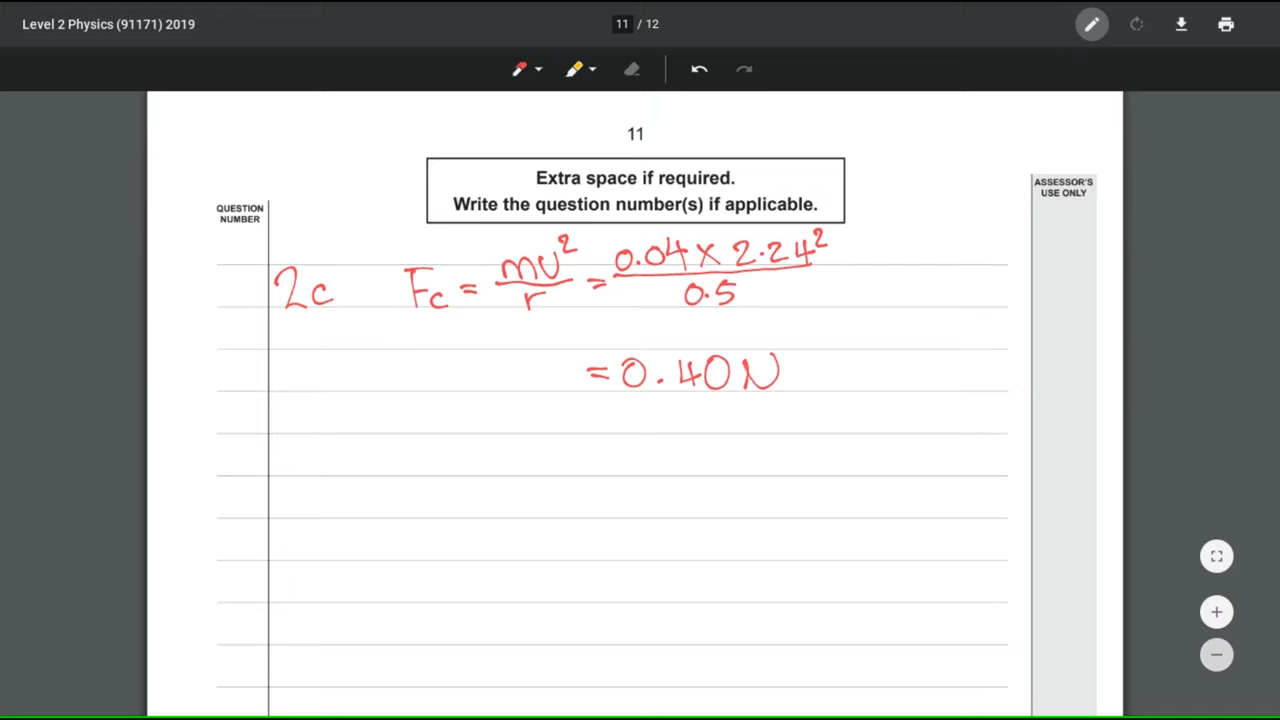 Level 2 Physics (91171) 2019
11 / 12
11
Extra space if required.
Write the question number(s) if applicable.
QUESTION
NUMBER
ASSESSOR'S
USE ONLY
2c Fc = mv²/r = 0.04 × 2.24²/0.5
= 0.40 N